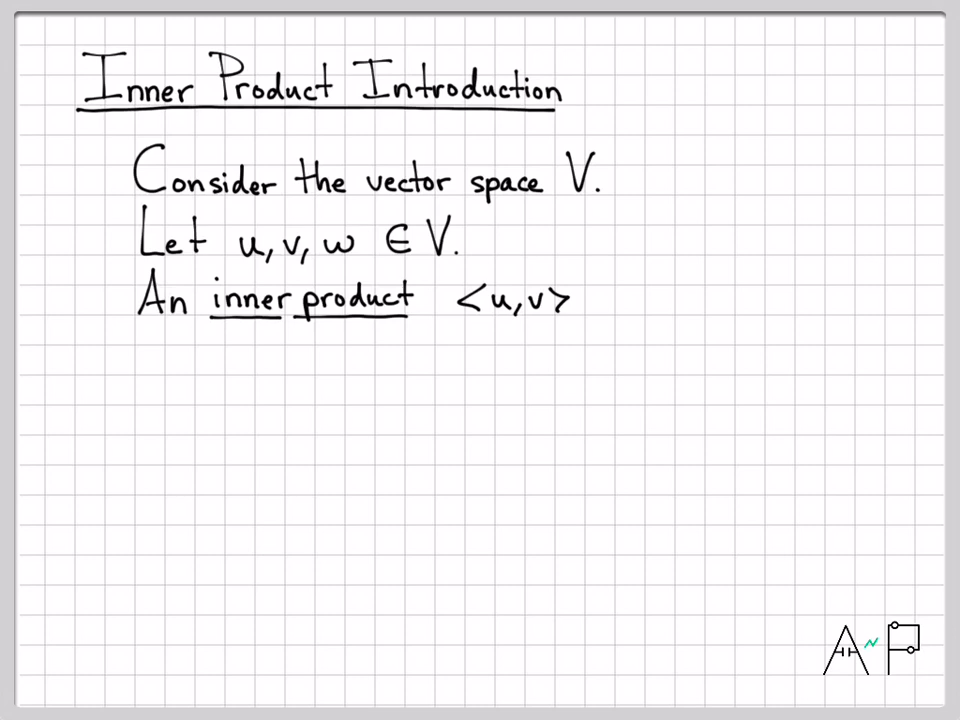 Inner Product Introduction
Consider the vector space V.
Let u, v, w ∈ V.
An inner product <u, v>
A P